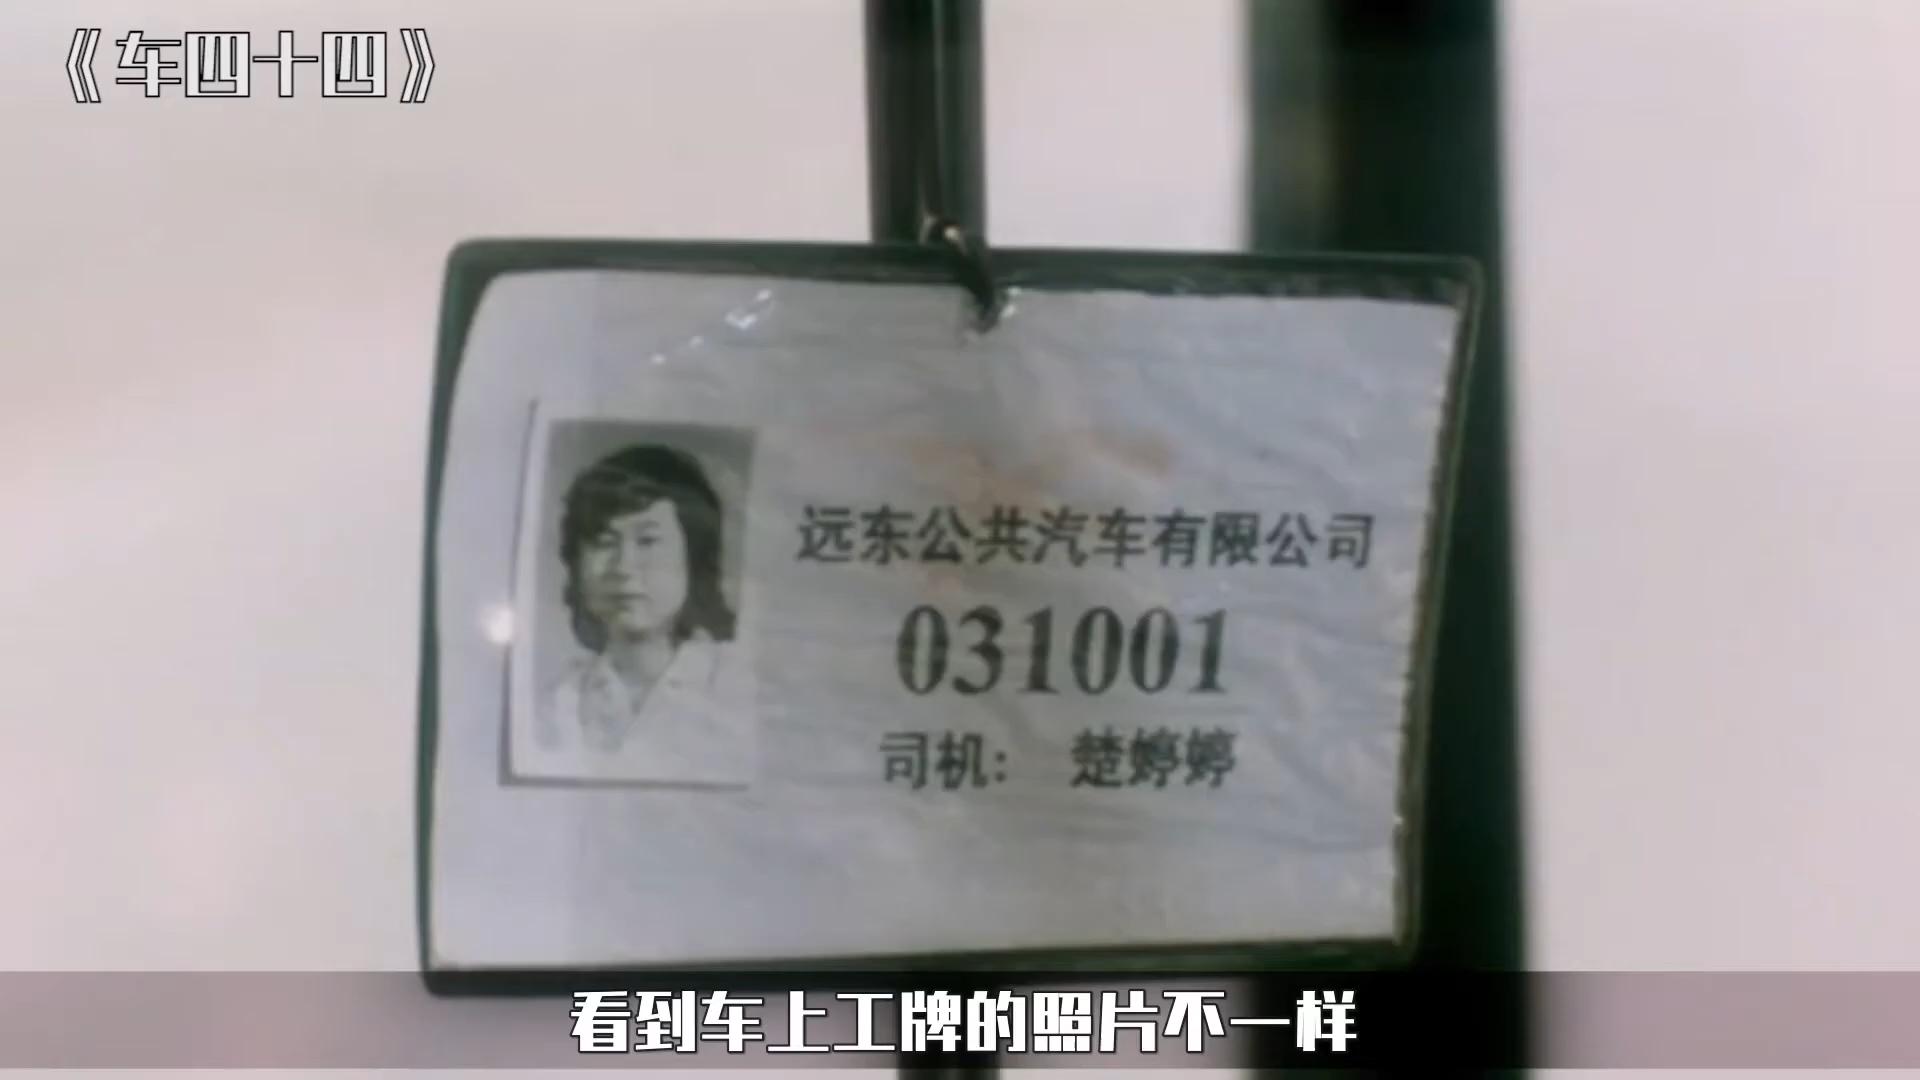 《车四十四》
远东公共汽车有限公司
031001
司机： 楚婷婷
看到车上工牌的照片不一样